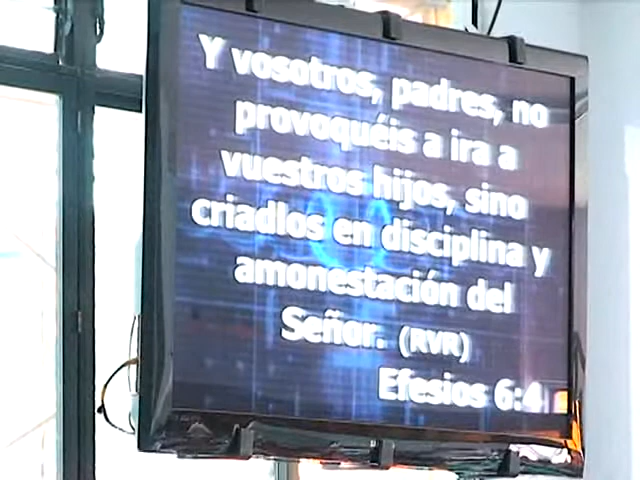 Y vosotros, padres, no
provoquéis a ira a
vuestros hijos, sino
criadlos en disciplina y
amonestación del
Señor. (RVR)
Efesios 6:4